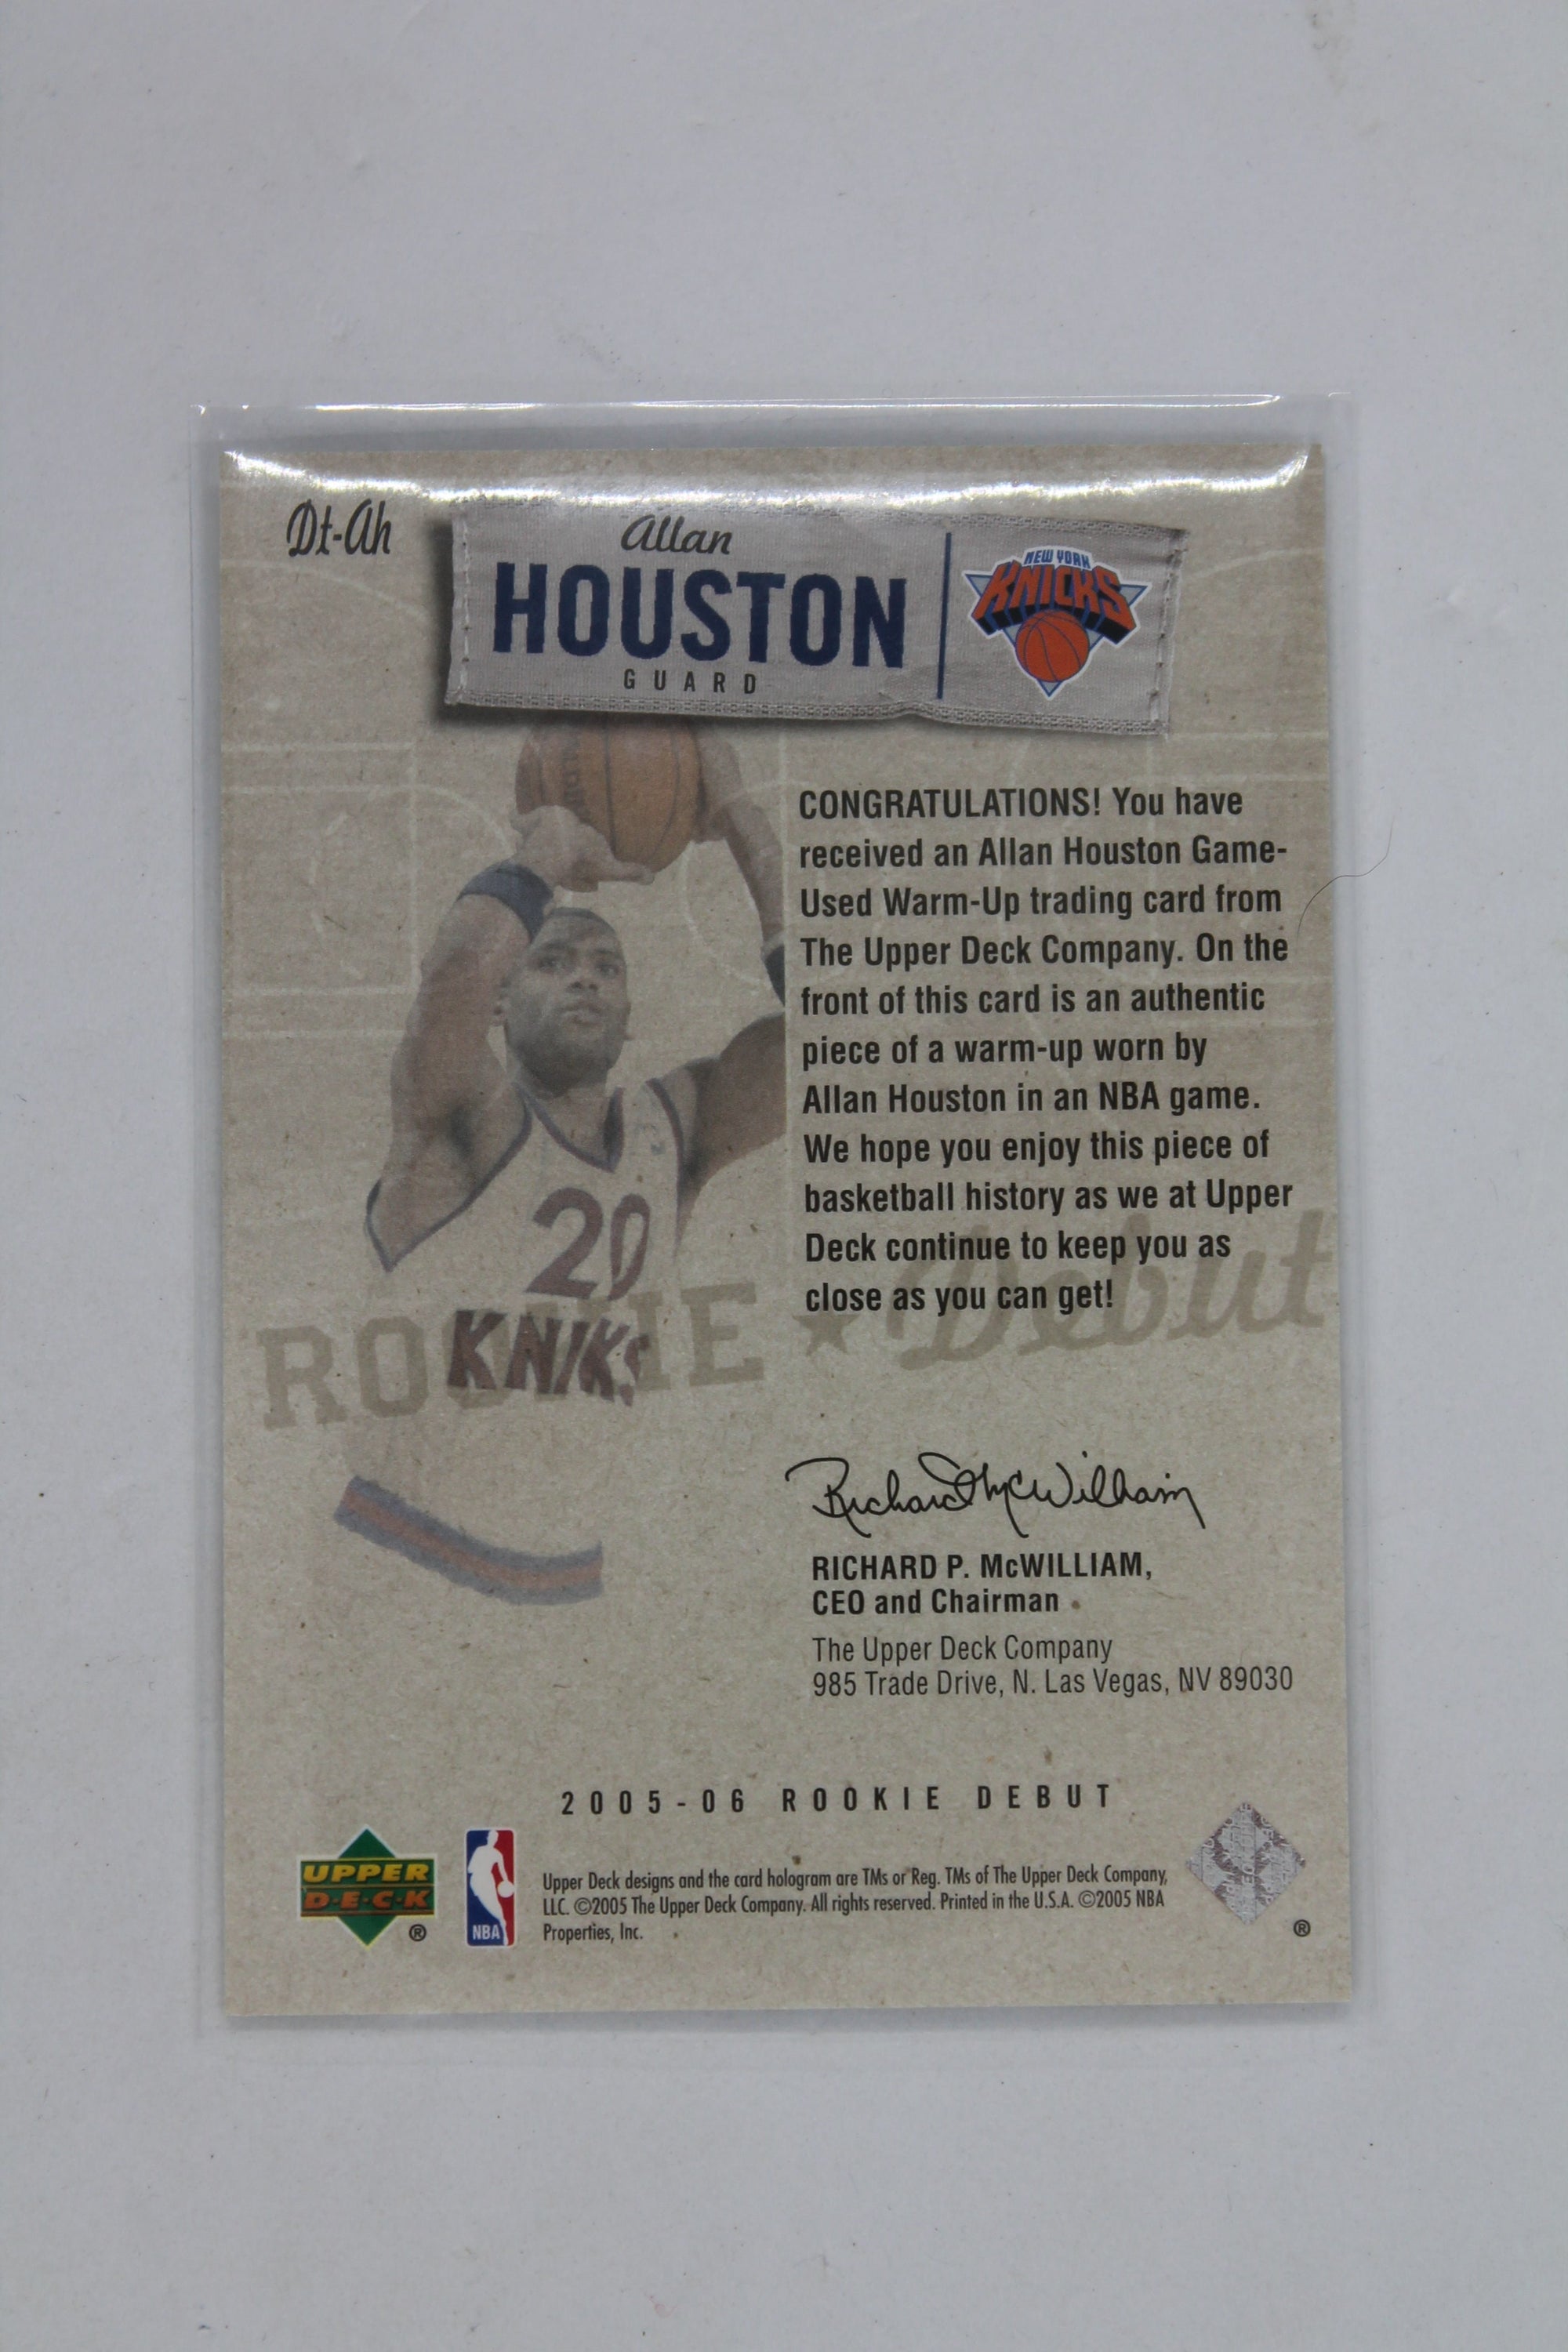 Dt-Ah
Allan
HOUSTON
GUARD
NEW YORK
KNICKS
CONGRATULATIONS! You have
received an Allan Houston Game-
Used Warm-Up trading card from
The Upper Deck Company. On the
front of this card is an authentic
piece of a warm-up worn by
Allan Houston in an NBA game.
We hope you enjoy this piece of
basketball history as we at Upper
Deck continue to keep you as
close as you can get!
20
KNIKS
ROOKIE ★ Debut
Richard McWilliam
RICHARD P. McWILLIAM,
CEO and Chairman
The Upper Deck Company
985 Trade Drive, N. Las Vegas, NV 89030
2005-06 ROOKIE DEBUT
UPPER
D·E·C·K
®
NBA
Upper Deck designs and the card hologram are TMs or Reg. TMs of The Upper Deck Company,
LLC. ©2005 The Upper Deck Company. All rights reserved. Printed in the U.S.A. ©2005 NBA
Properties, Inc.
®